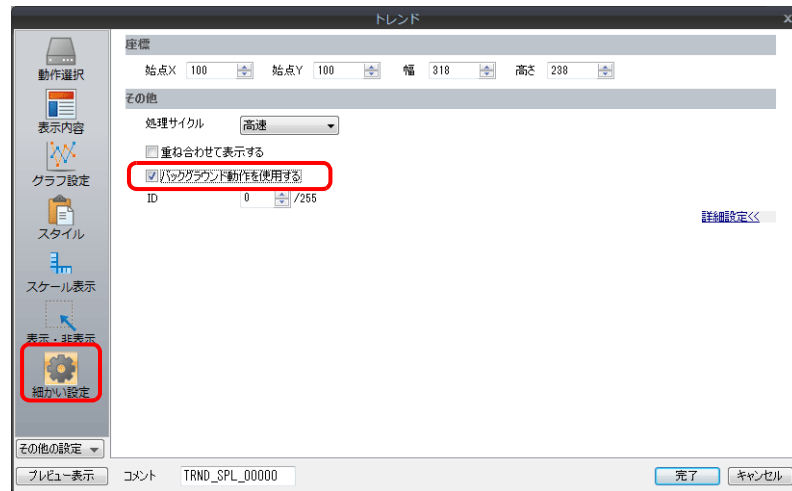 トレンド
座標
始点X 100 始点Y 100 幅 318 高さ 238
その他
処理サイクル 高速
重ね合わせて表示する
バックグラウンド動作を使用する
ID 0 /255
詳細設定<<
動作選択
表示内容
グラフ設定
スタイル
スケール表示
表示・非表示
細かい設定
その他の設定
プレビュー表示 コメント TRND_SPL_00000 完了 キャンセル